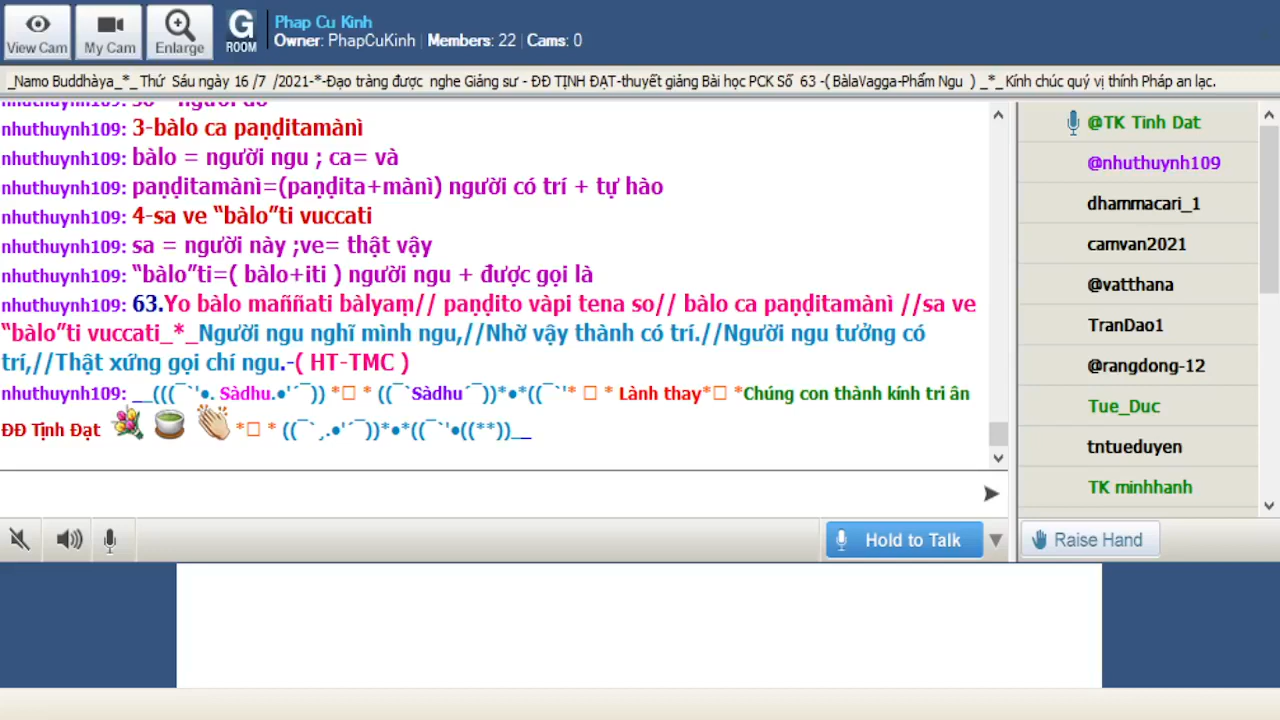 View Cam
My Cam
Enlarge
G
ROOM
Phap Cu Kinh
Owner: PhapCuKinh | Members: 22 | Cams: 0
_Namo Buddhàya_*_Thứ Sáu ngày 16 /7 /2021-*-Đạo tràng được nghe Giảng sư - ĐĐ TỊNH ĐẠT-thuyết giảng Bài học PCK Số 63 -( BàlaVagga-Phẩm Ngu ) _*_ Kính chúc quý vị thính Pháp an lạc.
nhuthuynh109: 3-bàlo ca paṇḍitamànì
nhuthuynh109: bàlo = người ngu ; ca= và
nhuthuynh109: paṇḍitamànì=(paṇḍita+mànì) người có trí + tự hào
nhuthuynh109: 4-sa ve “bàlo”ti vuccati
nhuthuynh109: sa = người này ;ve= thật vậy
nhuthuynh109: “bàlo”ti=( bàlo+iti ) người ngu + được gọi là
nhuthuynh109: 63.Yo bàlo maññati bàlyaṃ// paṇḍito vàpi tena so// bàlo ca paṇḍitamànì //sa ve
“bàlo”ti vuccati_*_Người ngu nghĩ mình ngu,//Nhờ vậy thành có trí.//Người ngu tưởng có
trí,//Thật xứng gọi chí ngu.-( HT-TMC )
nhuthuynh109: __(((¯`'•. Sàdhu.•'´¯)) *□ * ((¯`Sàdhu´¯))*•*((¯`'* □ * Lành thay*□ *Chúng con thành kính tri ân
ĐĐ Tịnh Đạt *□ * ((¯`¸.•'´¯))*•*((¯`'•((**))__
@TK Tinh Dat
@nhuthuynh109
dhammacari_1
camvan2021
@vatthana
TranDao1
@rangdong-12
Tue_Duc
tntueduyen
TK minhhanh
Hold to Talk
Raise Hand